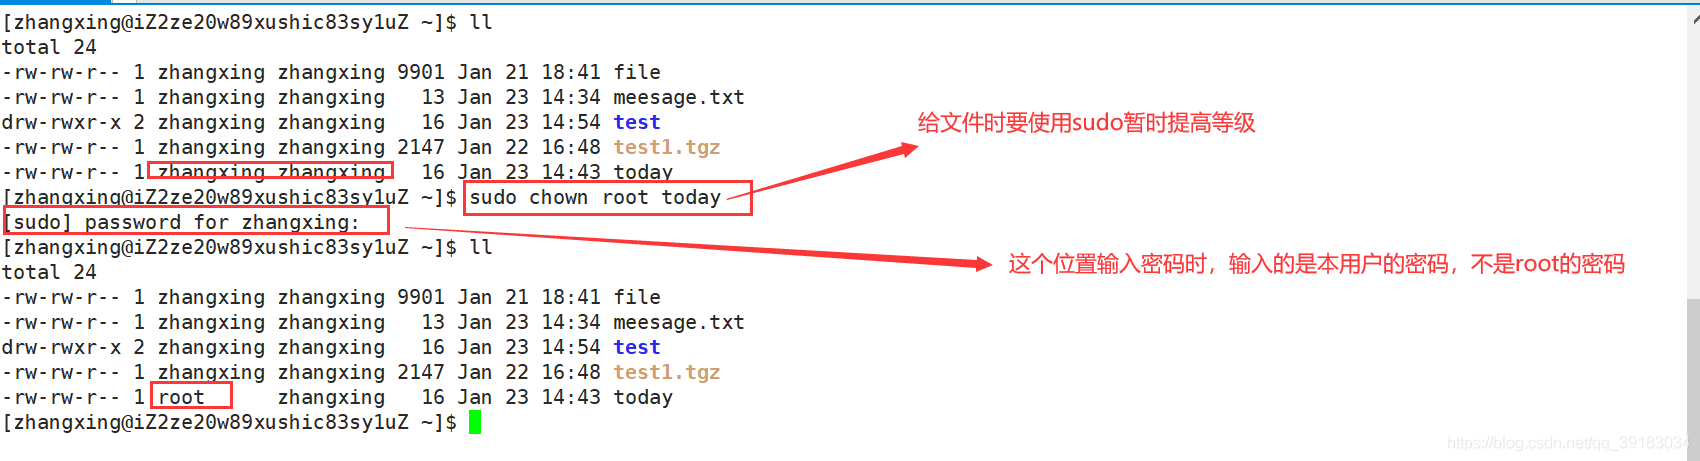 [zhangxing@iZ2ze20w89xushic83sy1uZ ~]$ ll
total 24
-rw-rw-r-- 1 zhangxing zhangxing 9901 Jan 21 18:41 file
-rw-rw-r-- 1 zhangxing zhangxing   13 Jan 23 14:34 meesage.txt
drw-rwxr-x 2 zhangxing zhangxing   16 Jan 23 14:54 test
给文件时要使用sudo暂时提高等级
-rw-rw-r-- 1 zhangxing zhangxing 2147 Jan 22 16:48 test1.tgz
-rw-rw-r-- 1 zhangxing zhangxing   16 Jan 23 14:43 today
[zhangxing@iZ2ze20w89xushic83sy1uZ ~]$ sudo chown root today
[sudo] password for zhangxing:
[zhangxing@iZ2ze20w89xushic83sy1uZ ~]$ ll
这个位置输入密码时，输入的是本用户的密码，不是root的密码
total 24
-rw-rw-r-- 1 zhangxing zhangxing 9901 Jan 21 18:41 file
-rw-rw-r-- 1 zhangxing zhangxing   13 Jan 23 14:34 meesage.txt
drw-rwxr-x 2 zhangxing zhangxing   16 Jan 23 14:54 test
-rw-rw-r-- 1 zhangxing zhangxing 2147 Jan 22 16:48 test1.tgz
-rw-rw-r-- 1 root      zhangxing   16 Jan 23 14:43 today
[zhangxing@iZ2ze20w89xushic83sy1uZ ~]$
https://blog.csdn.net/qq_39183034